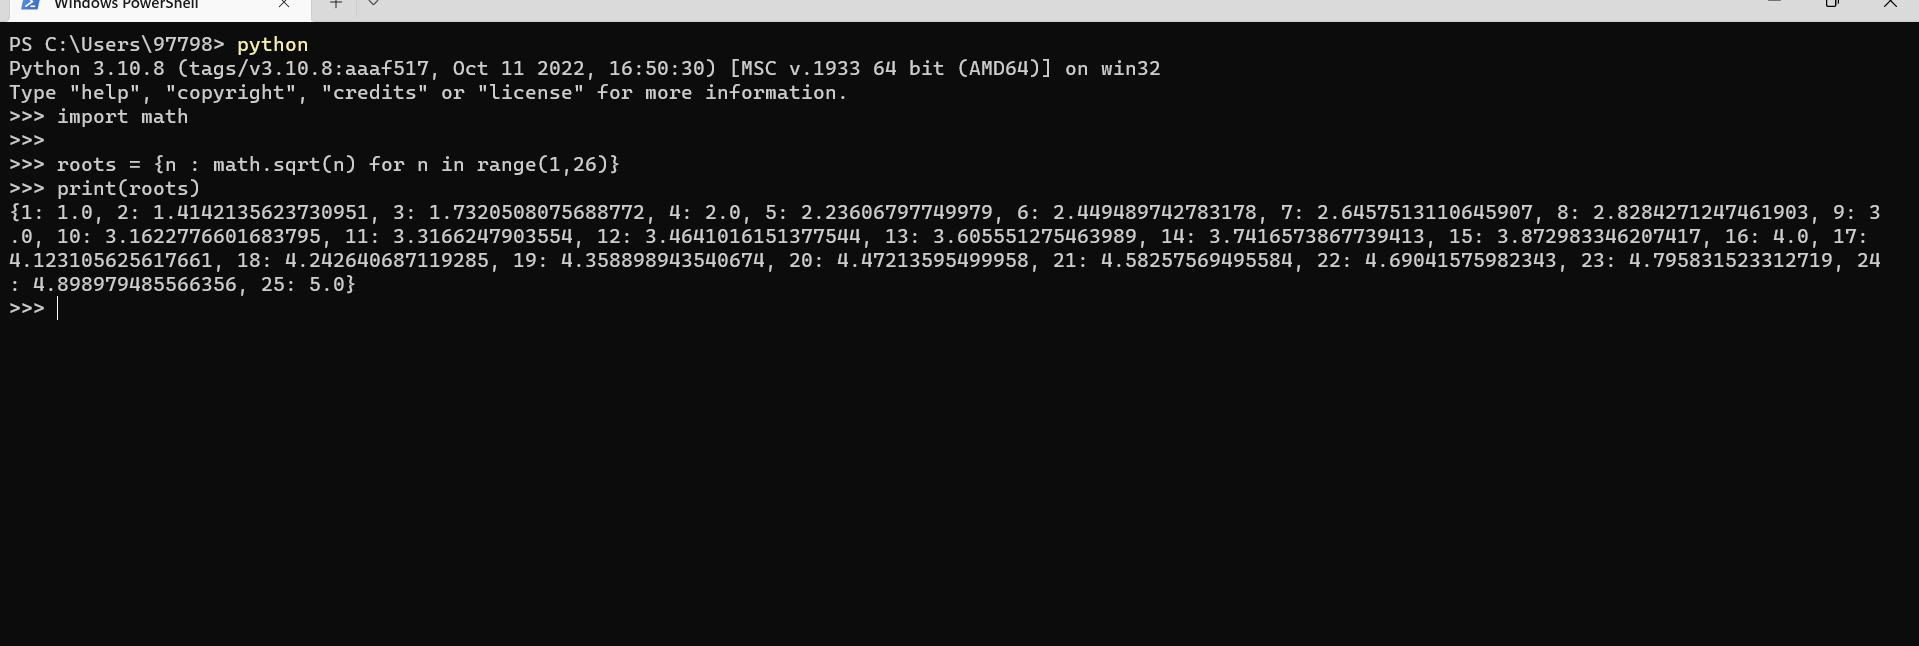 Windows PowerShell
PS C:\Users\97798> python
Python 3.10.8 (tags/v3.10.8:aaaf517, Oct 11 2022, 16:50:30) [MSC v.1933 64 bit (AMD64)] on win32
Type "help", "copyright", "credits" or "license" for more information.
>>> import math
>>>
>>> roots = {n : math.sqrt(n) for n in range(1,26)}
>>> print(roots)
{1: 1.0, 2: 1.4142135623730951, 3: 1.7320508075688772, 4: 2.0, 5: 2.23606797749979, 6: 2.449489742783178, 7: 2.6457513110645907, 8: 2.8284271247461903, 9: 3
.0, 10: 3.1622776601683795, 11: 3.3166247903554, 12: 3.4641016151377544, 13: 3.605551275463989, 14: 3.7416573867739413, 15: 3.872983346207417, 16: 4.0, 17:
4.123105625617661, 18: 4.242640687119285, 19: 4.358898943540674, 20: 4.47213595499958, 21: 4.58257569495584, 22: 4.69041575982343, 23: 4.795831523312719, 24
: 4.898979485566356, 25: 5.0}
>>>